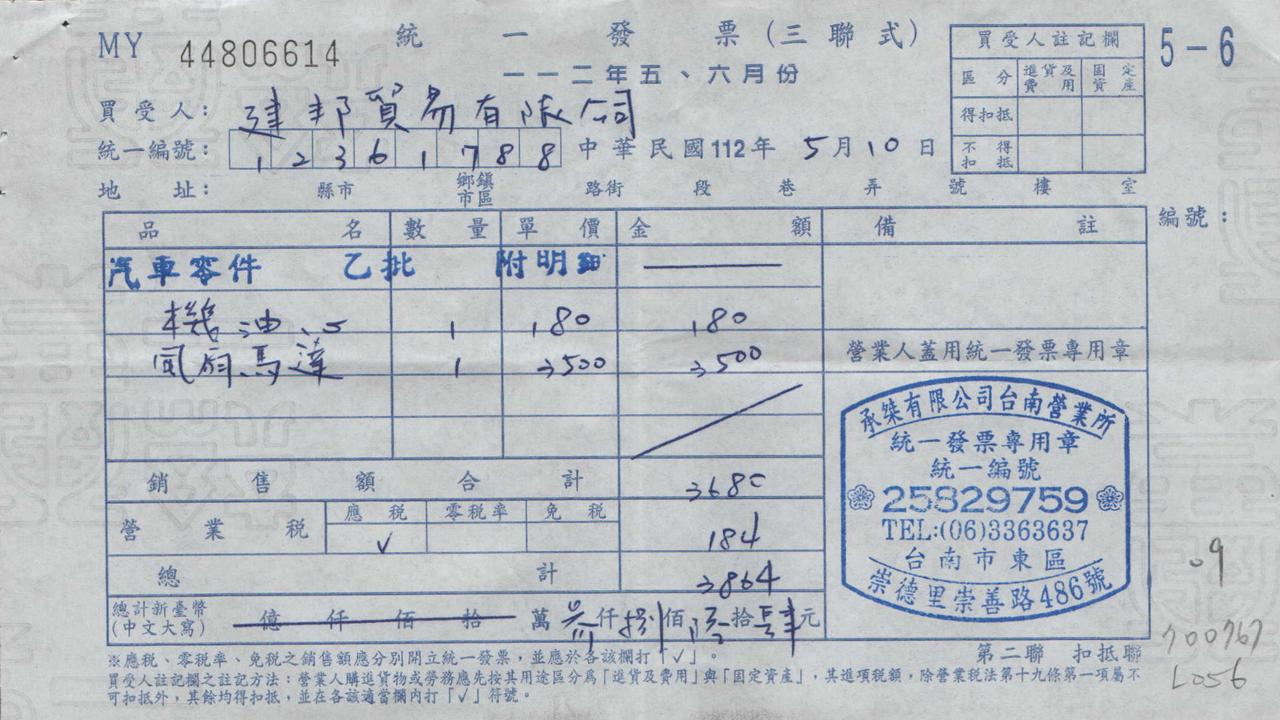 MY 44806614 統一發票(三聯式) 5-6
一一二年五、六月份
買受人註記欄
區分 進貨及費用 固定資產
得扣抵
不得扣抵
買受人: 建邦貿易有限公司
統一編號: 12361788 中華民國112年5月10日
地址: 縣市 鄉鎮市區 路街 段 巷 弄 號 樓 室
品名 數量 單價 金額 備註 編號:
汽車零件 乙批 附明細
機油 1 180 180
風扇馬達 1 3500 3500
營業人蓋用統一發票專用章
銷售額合計 3680
營業稅 應稅 ✓ 零稅率 免稅 184
總計 3864
總計新臺幣(中文大寫) 億仟佰拾萬參仟捌佰陸拾肆元
承桀有限公司台南營業所
統一發票專用章
統一編號
25829759
TEL:(06)3363637
台南市東區
崇德里崇善路486號
09
700767
L056
第二聯 扣抵聯
※應稅、零稅率、免稅之銷售額應分別開立統一發票,並應於各該欄打「✓」。
買受人註記欄之註記方法:營業人購進貨物或勞務應先按其用途區分為「進貨及費用」與「固定資產」,其進項稅額,除營業稅法第十九條第一項屬不
可扣抵外,其餘均得扣抵,並在各該適當欄內打「✓」符號。